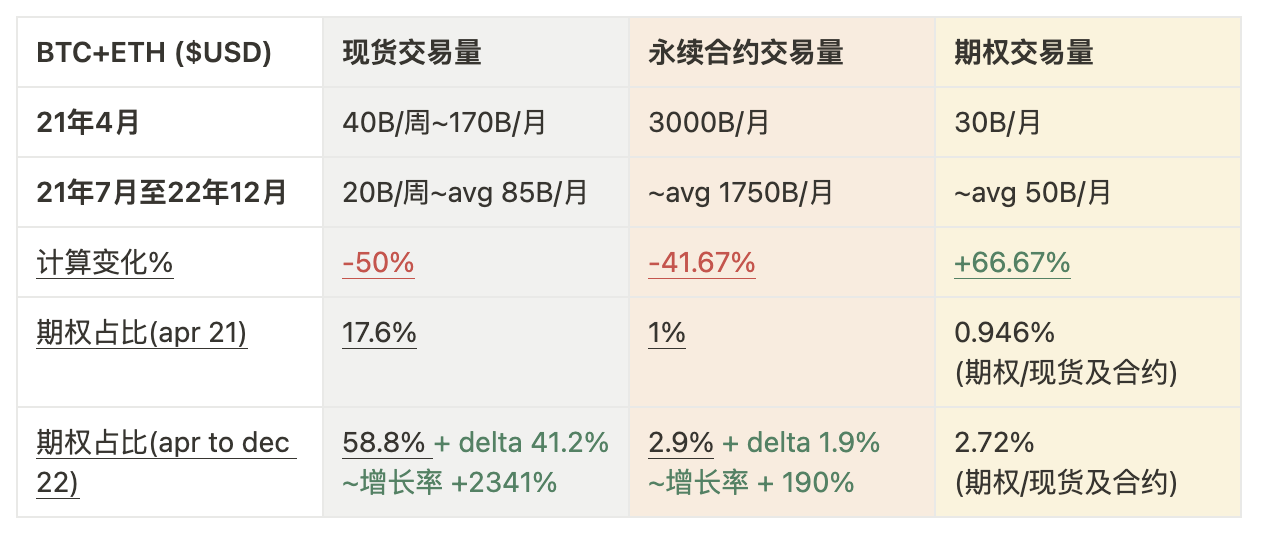 BTC+ETH ($USD) 现货交易量 永续合约交易量 期权交易量
21年4月 40B/周~170B/月 3000B/月 30B/月
21年7月至22年12月 20B/周~avg 85B/月 ~avg 1750B/月 ~avg 50B/月
计算变化% -50% -41.67% +66.67%
期权占比(apr 21) 17.6% 1% 0.946%
(期权/现货及合约)
期权占比(apr to dec 58.8% + delta 41.2% 2.9% + delta 1.9% 2.72%
22) ~增长率 +2341% ~增长率 + 190% (期权/现货及合约)